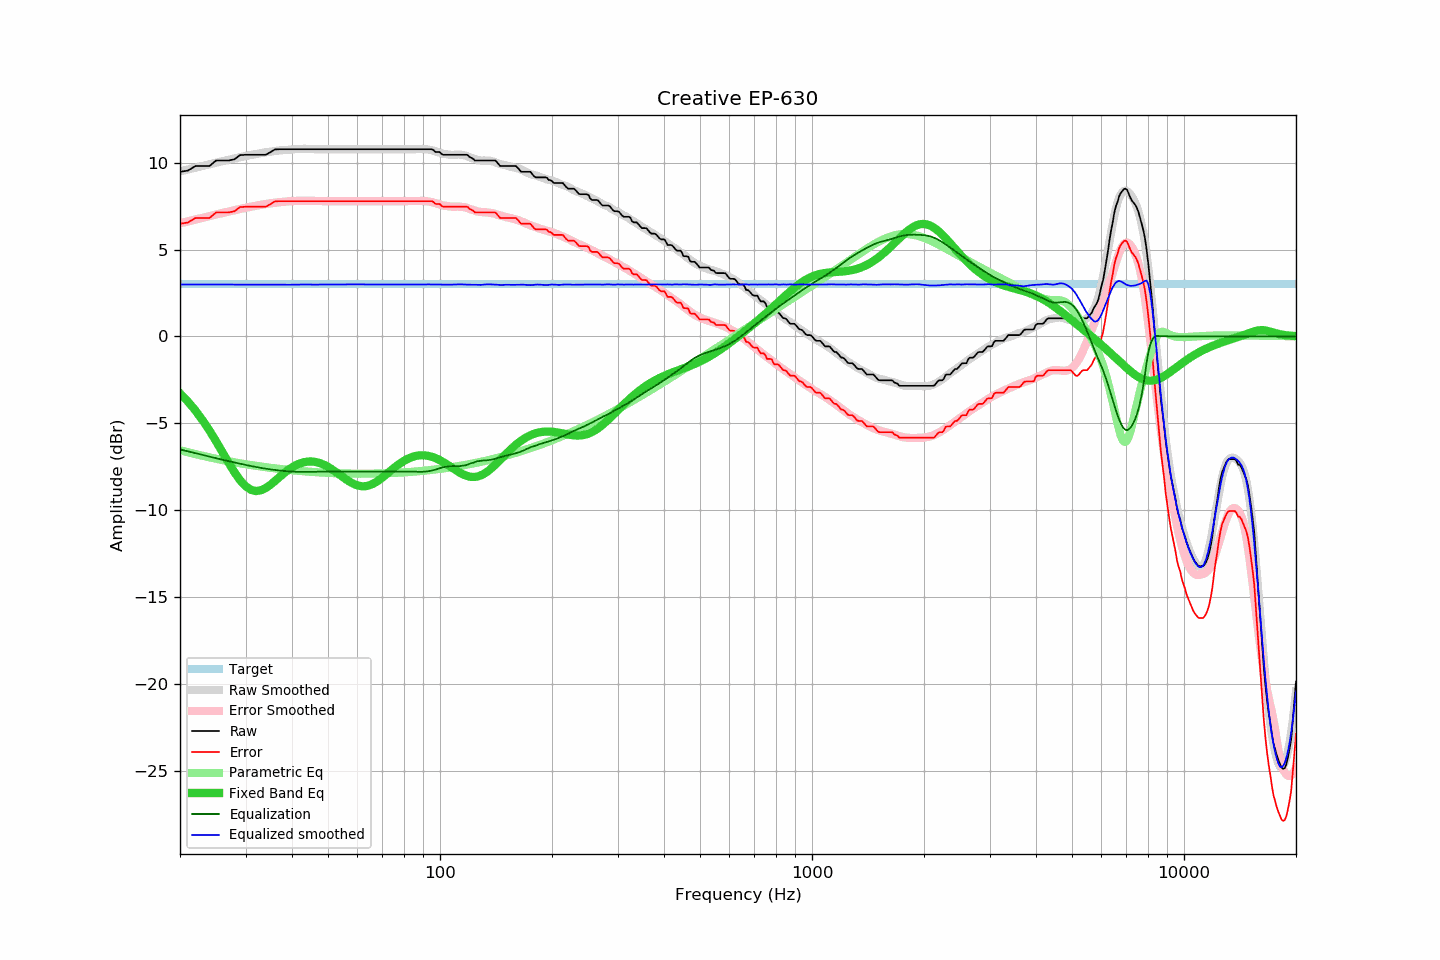 Creative EP-630
10
5
0
−5
−10
−15
−20
−25
Amplitude (dBr)
Target
Raw Smoothed
Error Smoothed
Raw
Error
Parametric Eq
Fixed Band Eq
Equalization
Equalized smoothed
100 1000 10000
Frequency (Hz)